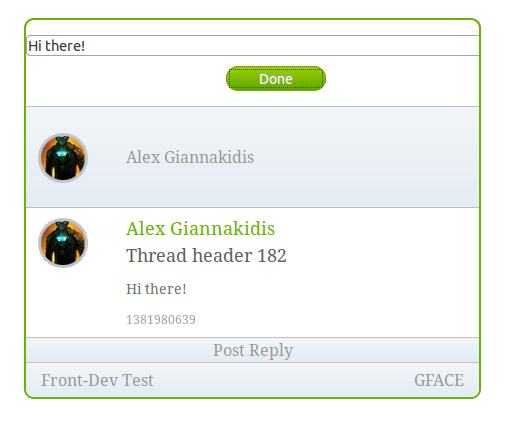 Hi there!
Done
Alex Giannakidis
Alex Giannakidis
Thread header 182
Hi there!
1381980639
Post Reply
Front-Dev Test GFACE